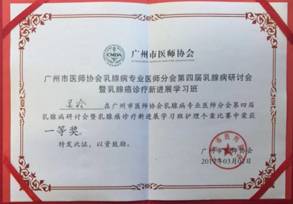 CMDA
广州市医师协会
广州市医师协会乳腺病专业医师分会第四届乳腺病研讨会
暨乳腺癌诊疗新进展学习班
在广州市医师协会乳腺病专业医师分会第四届
乳腺病研讨会暨乳腺癌诊疗新进展学习班护理个案比赛中荣获
一等奖。
特发此证,以资鼓励。
广州市医师协会